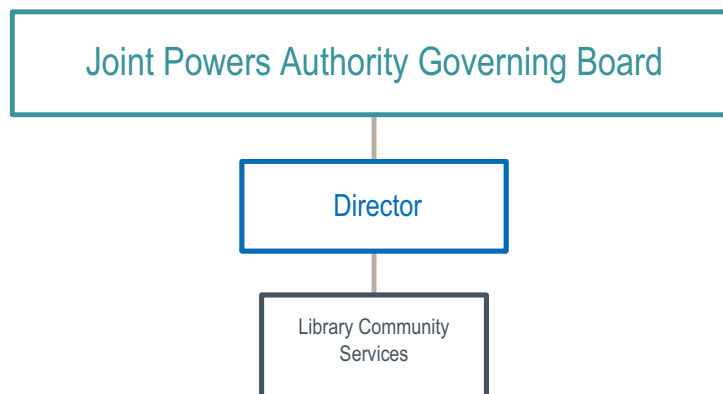 Joint Powers Authority Governing Board
Director
Library Community
Services